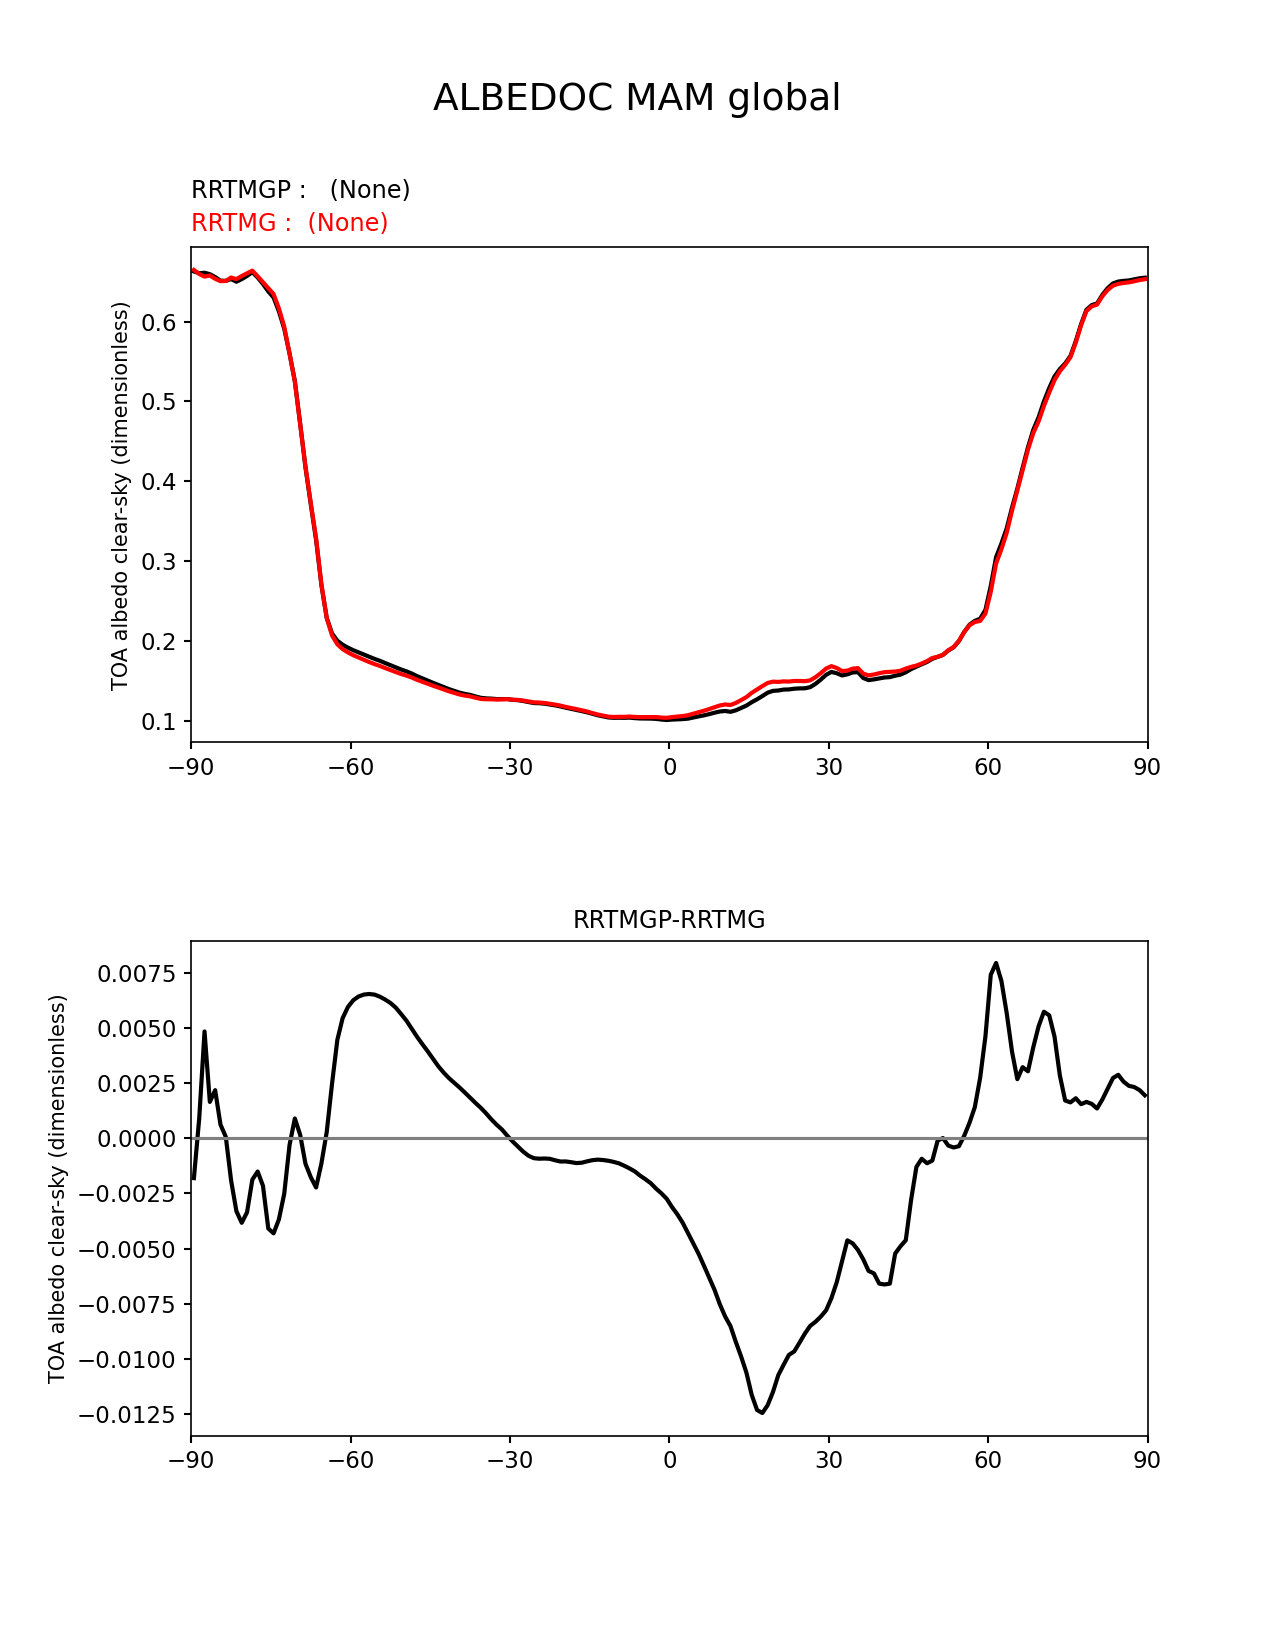 ALBEDOC MAM global
RRTMGP :   (None)
RRTMG :  (None)
TOA albedo clear-sky (dimensionless)
0.6
0.5
0.4
0.3
0.2
0.1
−90 −60 −30 0 30 60 90
RRTMGP-RRTMG
TOA albedo clear-sky (dimensionless)
0.0075
0.0050
0.0025
0.0000
−0.0025
−0.0050
−0.0075
−0.0100
−0.0125
−90 −60 −30 0 30 60 90